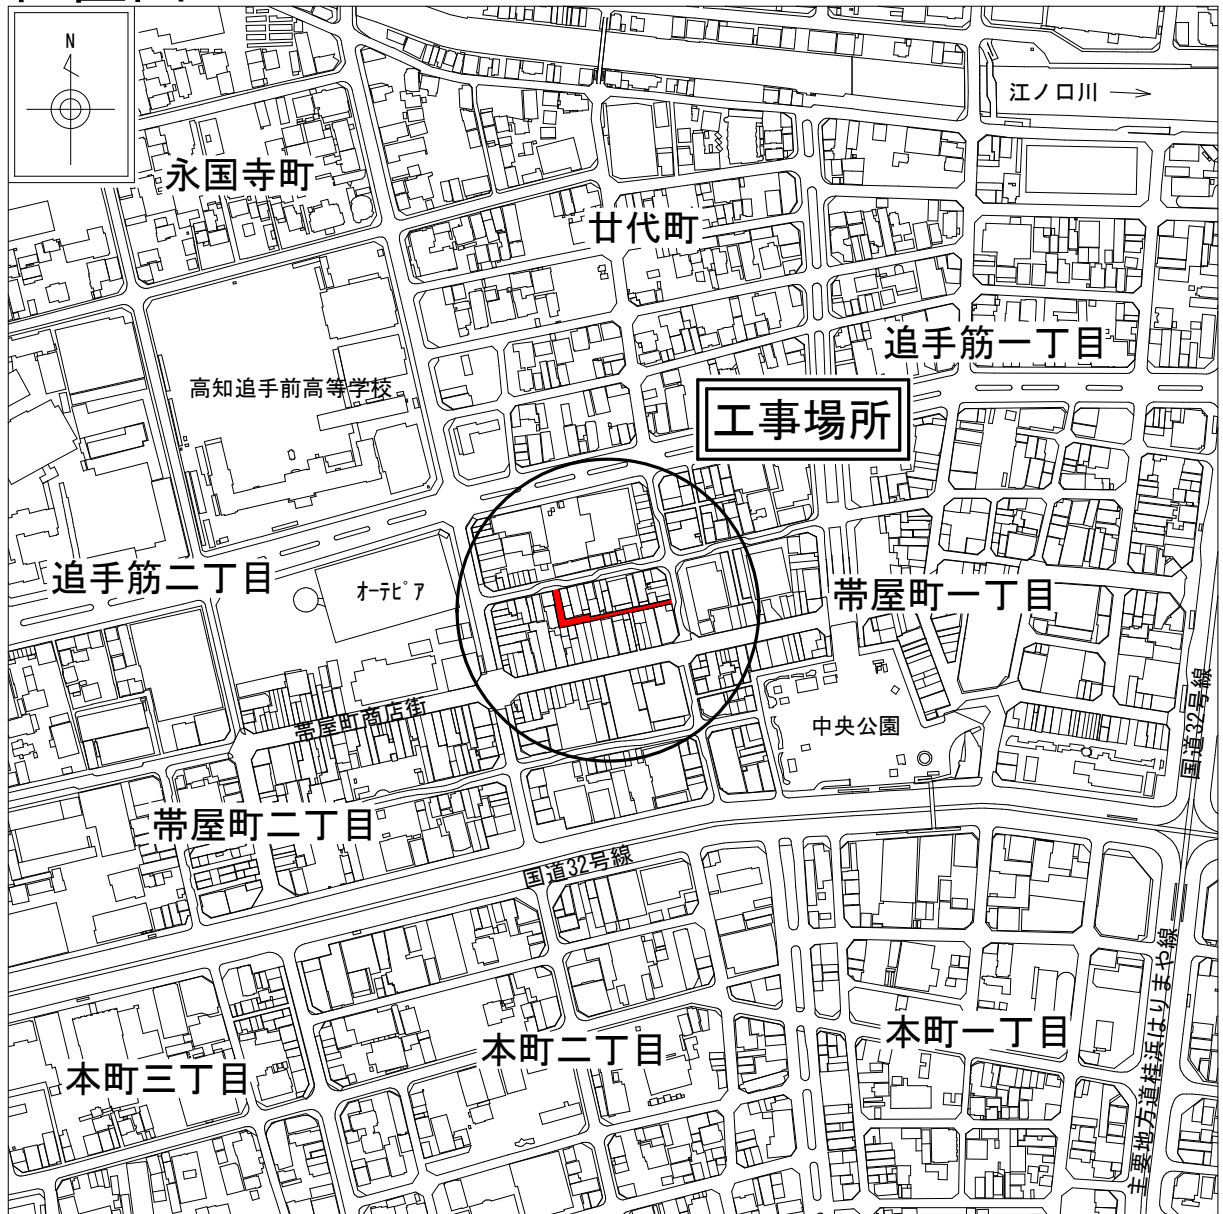 N
江ノ口川
永国寺町
廿代町
追手筋一丁目
高知追手前高等学校
工事場所
追手筋二丁目
オーテピア
帯屋町一丁目
帯屋町商店街
中央公園
国道32号線
帯屋町二丁目
国道32号線
本町一丁目
本町二丁目
本町三丁目
主要地方道桂浜はりまや線